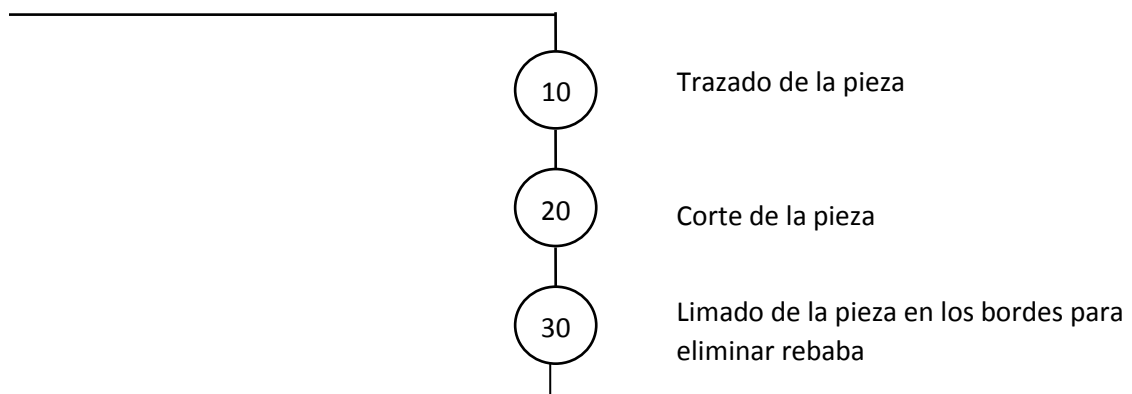 10
Trazado de la pieza
20
Corte de la pieza
30
Limado de la pieza en los bordes para
eliminar rebaba